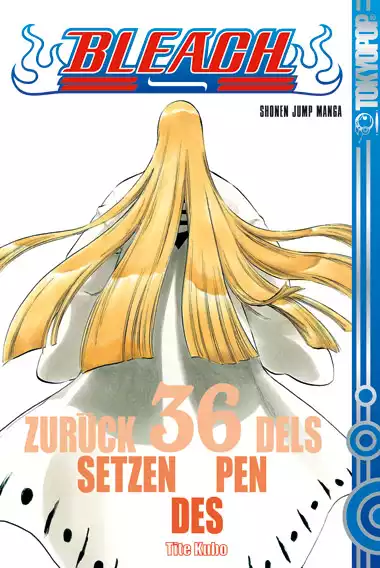 BLEACH
TOKYOPOP
SHONEN JUMP MANGA
ZURÜCK 36 DELS
SETZEN PEN
DES
Tite Kubo